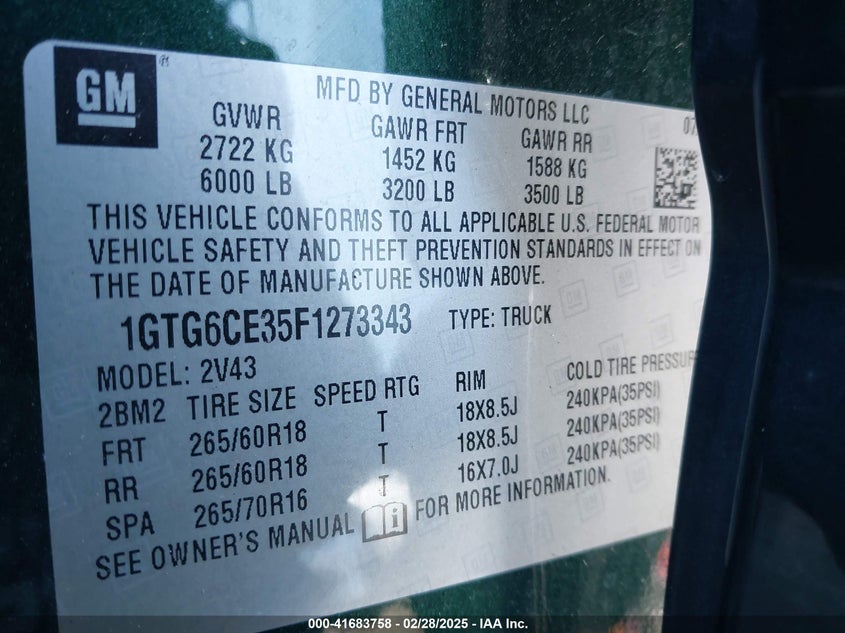 GM ®
MFD BY GENERAL MOTORS LLC
07
GVWR GAWR FRT GAWR RR
2722 KG 1452 KG 1588 KG
6000 LB 3200 LB 3500 LB
THIS VEHICLE CONFORMS TO ALL APPLICABLE U.S. FEDERAL MOTOR
VEHICLE SAFETY AND THEFT PREVENTION STANDARDS IN EFFECT ON
THE DATE OF MANUFACTURE SHOWN ABOVE.
1GTG6CE35F1273343 TYPE: TRUCK
MODEL: 2V43
2BM2 TIRE SIZE SPEED RTG RIM COLD TIRE PRESSUR
FRT 265/60R18 T 18X8.5J 240KPA(35PSI)
RR 265/60R18 T 18X8.5J 240KPA(35PSI)
SPA 265/70R16 T 16X7.0J 240KPA(35PSI)
SEE OWNER'S MANUAL i FOR MORE INFORMATION.
000-41683758 - 02/28/2025 - IAA Inc.